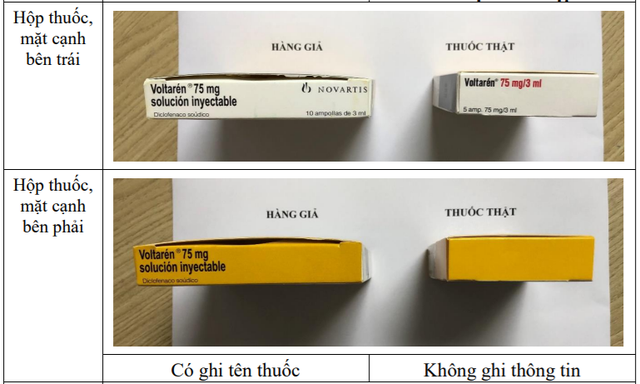 Hộp thuốc,
mặt cạnh
bên trái
HÀNG GIẢ
THUỐC THẬT
Voltarén® 75 mg
solución inyectable
Diclofenaco soúdico
NOVARTIS
10 ampollas de 3 ml
Voltarén® 75 mg/3 ml
5 amp. 75 mg/3 ml
Hộp thuốc,
mặt cạnh
bên phải
HÀNG GIẢ
THUỐC THẬT
Voltarén® 75 mg
solución inyectable
Diclofenaco soúdico
Có ghi tên thuốc
Không ghi thông tin